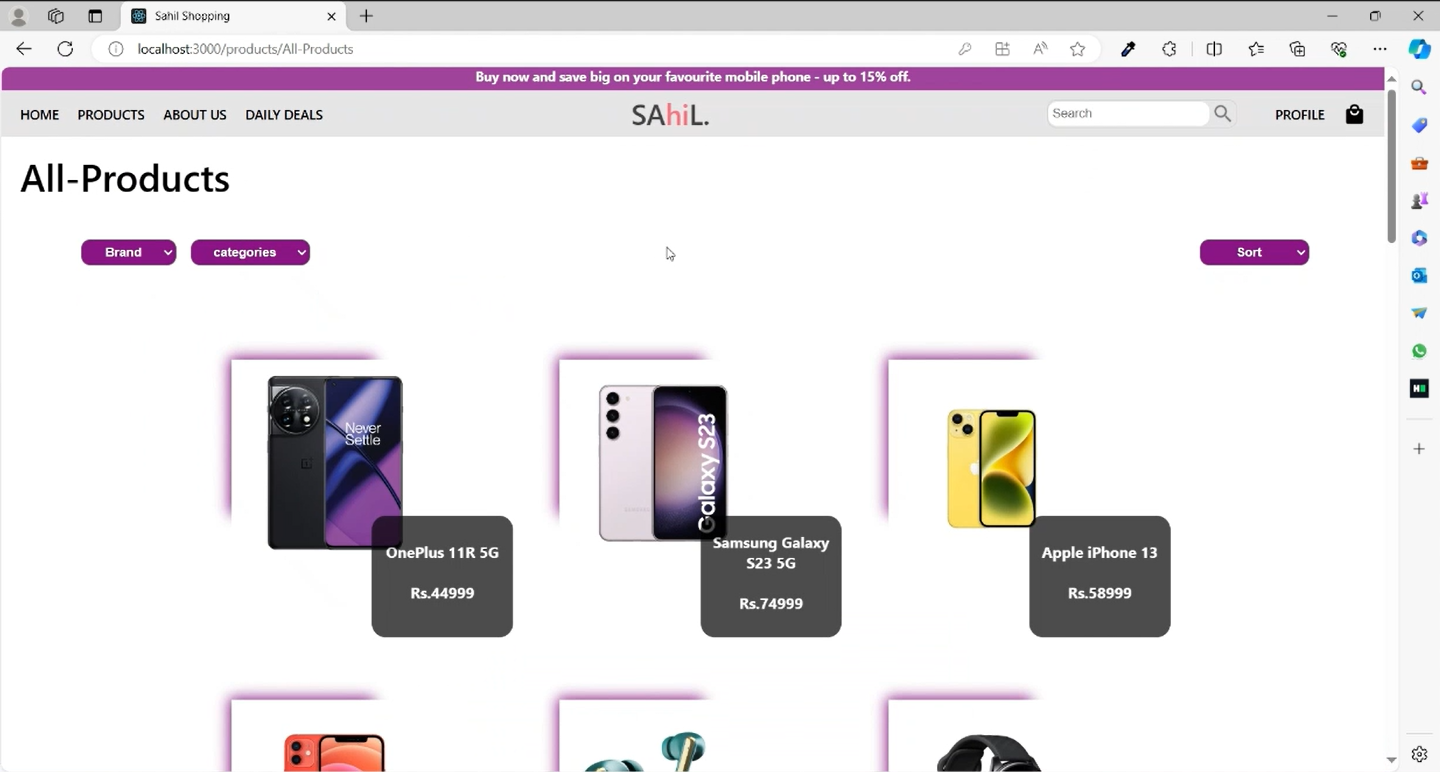 Sahil Shopping
localhost:3000/products/All-Products
Buy now and save big on your favourite mobile phone - up to 15% off.
HOME PRODUCTS ABOUT US DAILY DEALS
SAhiL.
Search
PROFILE
All-Products
Brand
categories
Sort
Never
Settle
OnePlus 11R 5G
Rs.44999
Galaxy S23
Samsung Galaxy
S23 5G
Rs.74999
Apple iPhone 13
Rs.58999